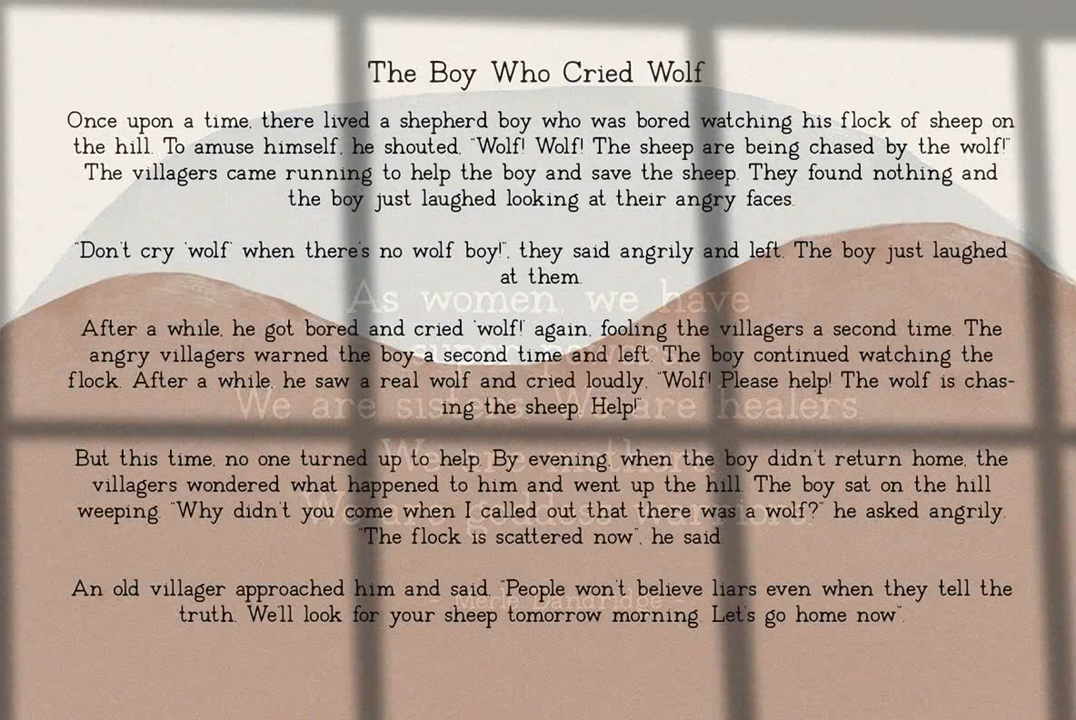 The Boy Who Cried Wolf
Once upon a time, there lived a shepherd boy who was bored watching his flock of sheep on
the hill. To amuse himself, he shouted, "Wolf! Wolf! The sheep are being chased by the wolf!"
The villagers came running to help the boy and save the sheep. They found nothing and
the boy just laughed looking at their angry faces.
"Don't cry 'wolf' when there's no wolf boy!", they said angrily and left. The boy just laughed
at them.
As women, we have
After a while, he got bored and cried 'wolf!' again, fooling the villagers a second time. The
angry villagers warned the boy a second time and left. The boy continued watching the
super powers
flock. After a while, he saw a real wolf and cried loudly, "Wolf! Please help! The wolf is chas-
ing the sheep. Help!"
We are sisters We are healers
But this time, no one turned up to help. By evening, when the boy didn't return home, the
We are mothers
villagers wondered what happened to him and went up the hill. The boy sat on the hill
weeping. "Why didn't you come when I called out that there was a wolf?" he asked angrily.
We are goddess warriors
"The flock is scattered now", he said.
An old villager approached him and said, "People won't believe liars even when they tell the
- Merle Dandridge -
truth. We'll look for your sheep tomorrow morning. Let's go home now".